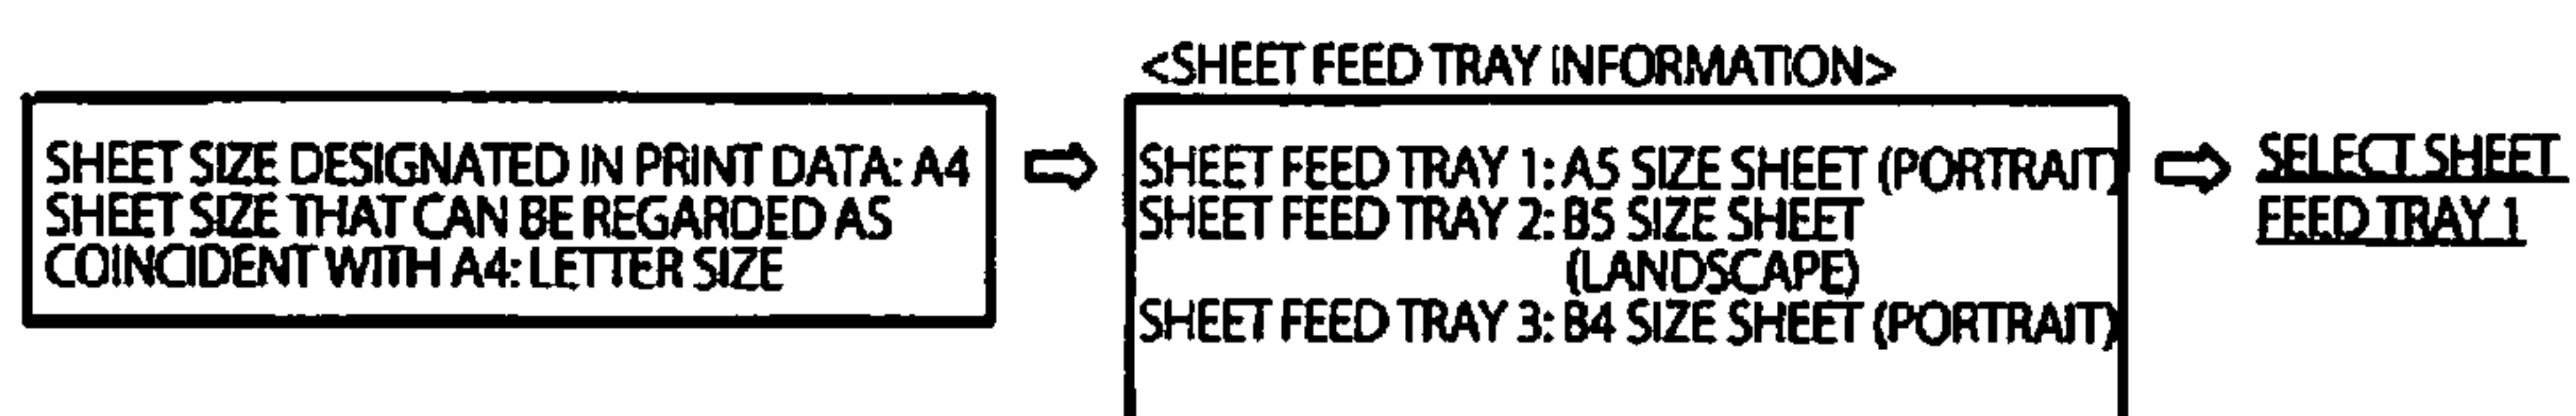 <SHEET FEED TRAY INFORMATION>
SHEET SIZE DESIGNATED IN PRINT DATA: A4
SHEET SIZE THAT CAN BE REGARDED AS
COINCIDENT WITH A4: LETTER SIZE
SHEET FEED TRAY 1: A5 SIZE SHEET (PORTRAIT)
SHEET FEED TRAY 2: B5 SIZE SHEET
(LANDSCAPE)
SHEET FEED TRAY 3: B4 SIZE SHEET (PORTRAIT)
SELECT SHEET
FEED TRAY 1